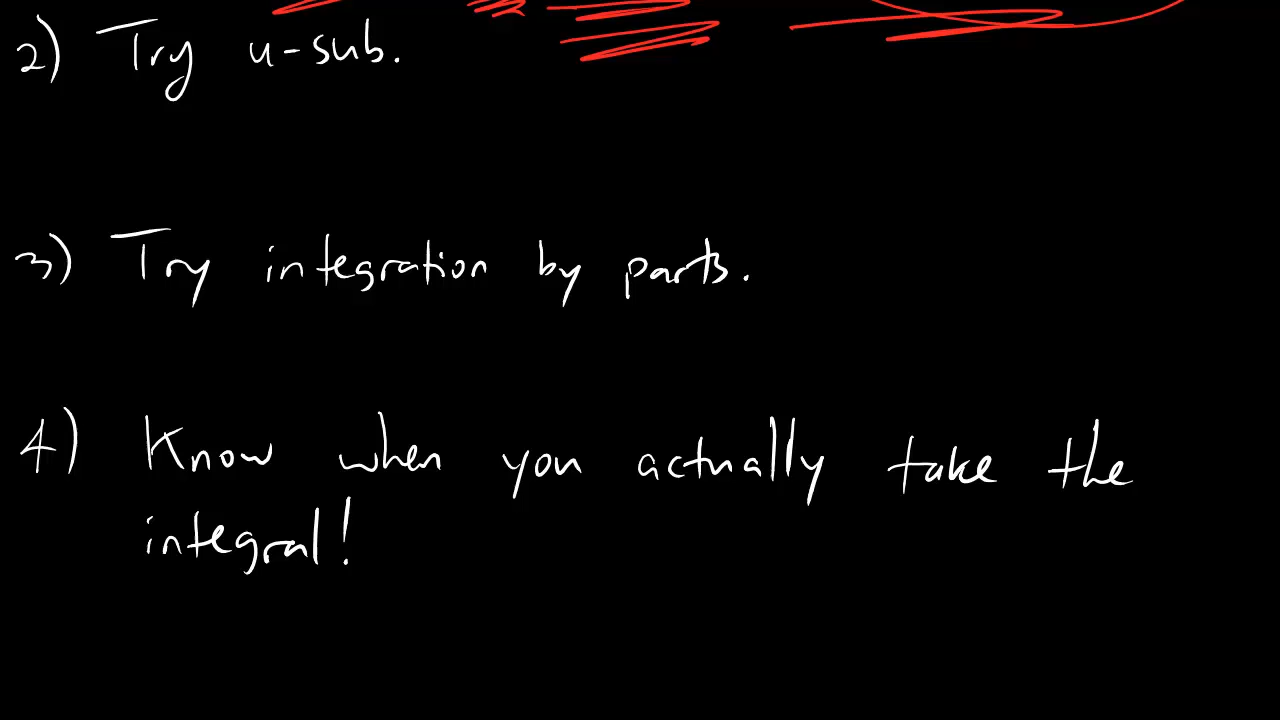 2) Try u-sub.
3) Try integration by parts.
4) Know when you actually take the
integral!